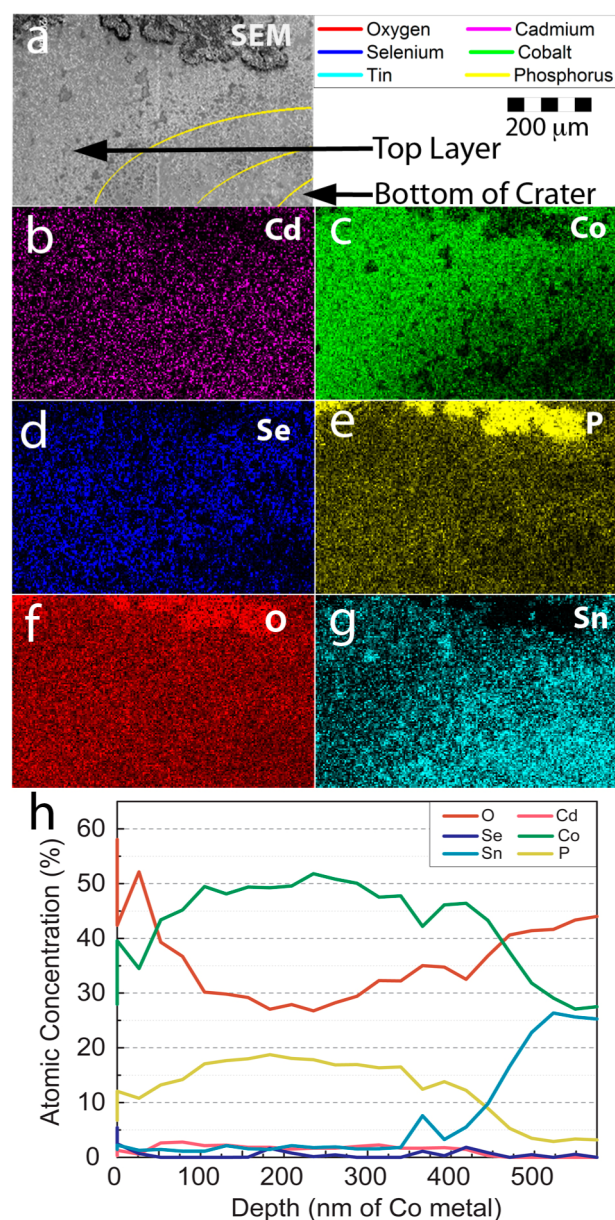 a SEM
Oxygen Cadmium
Selenium Cobalt
Tin Phosphorus
200 μm
Top Layer
Bottom of Crater
b Cd
c Co
d Se
e P
f O
g Sn
h
O Cd
Se Co
Sn P
Atomic Concentration (%)
60
50
40
30
20
10
0
0 100 200 300 400 500
Depth (nm of Co metal)